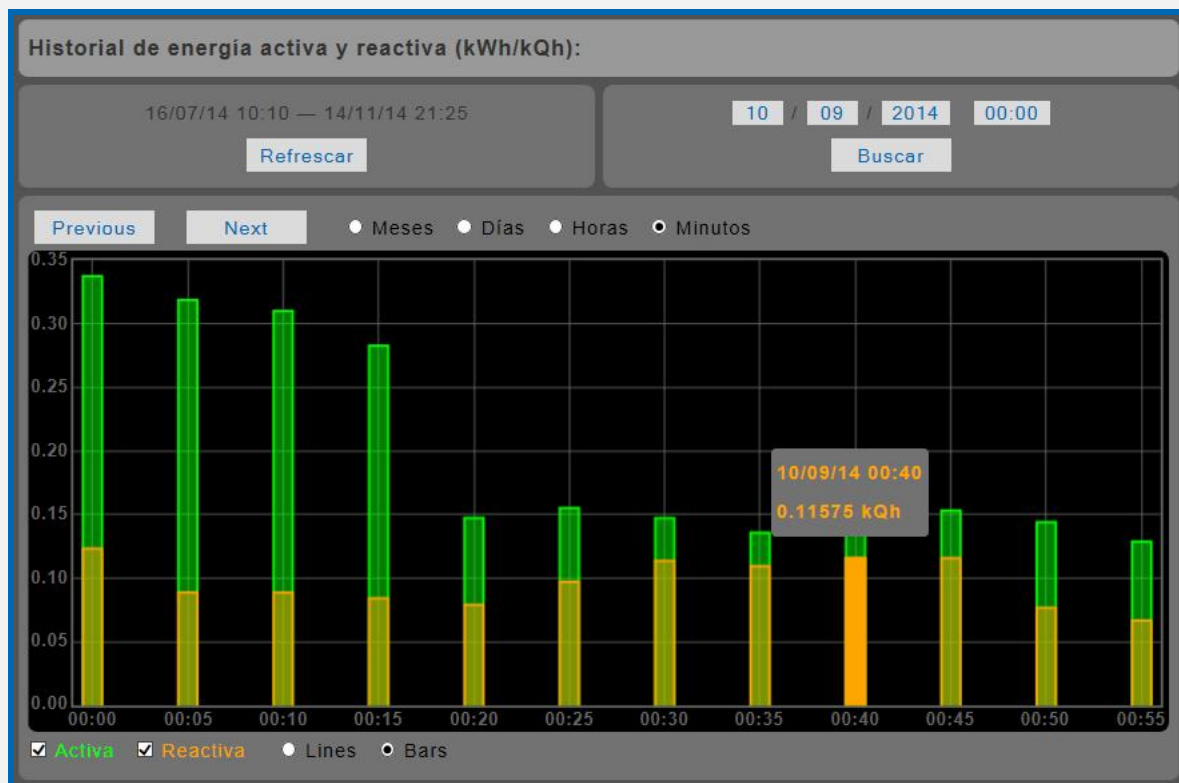 Historial de energía activa y reactiva (kWh/kQh):
16/07/14 10:10 — 14/11/14 21:25
Refrescar
10 / 09 / 2014 00:00
Buscar
Previous Next Meses Días Horas Minutos
0.35
0.30
0.25
0.20
10/09/14 00:40
0.11575 kQh
0.15
0.10
0.05
0.00
00:00 00:05 00:10 00:15 00:20 00:25 00:30 00:35 00:40 00:45 00:50 00:55
Activa Reactiva Lines Bars